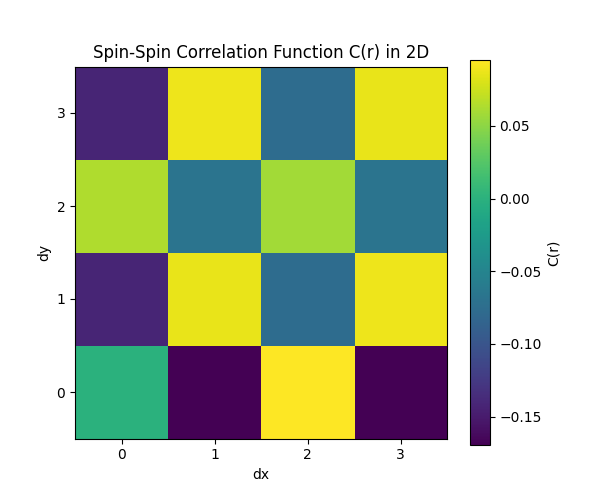 Spin-Spin Correlation Function C(r) in 2D
3
2
1
0
dy
0 1 2 3
dx
0.05
0.00
−0.05
−0.10
−0.15
C(r)